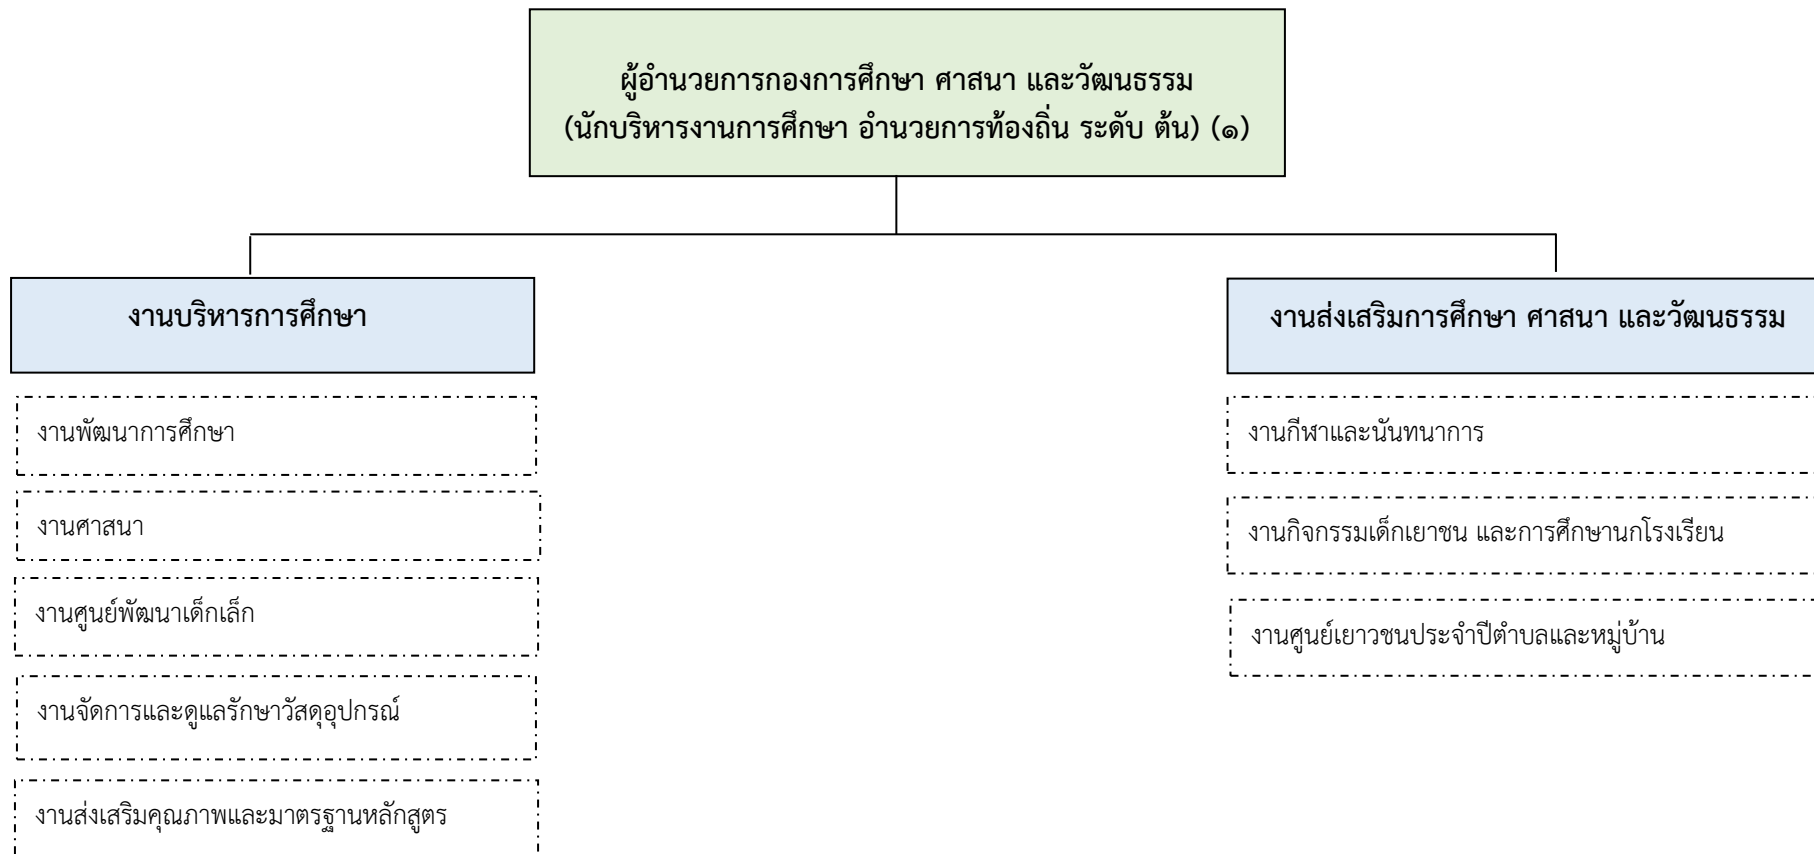 ผู้อำนวยการกองการศึกษา ศาสนา และวัฒนธรรม
(นักบริหารงานการศึกษา อำนวยการท้องถิ่น ระดับ ต้น) (๑)
งานบริหารการศึกษา
งานพัฒนาการศึกษา
งานศาสนา
งานศูนย์พัฒนาเด็กเล็ก
งานจัดการและดูแลรักษาวัสดุอุปกรณ์
งานส่งเสริมคุณภาพและมาตรฐานหลักสูตร
งานส่งเสริมการศึกษา ศาสนา และวัฒนธรรม
งานกีฬาและนันทนาการ
งานกิจกรรมเด็กเยาชน และการศึกษานกโรงเรียน
งานศูนย์เยาวชนประจำปีตำบลและหมู่บ้าน